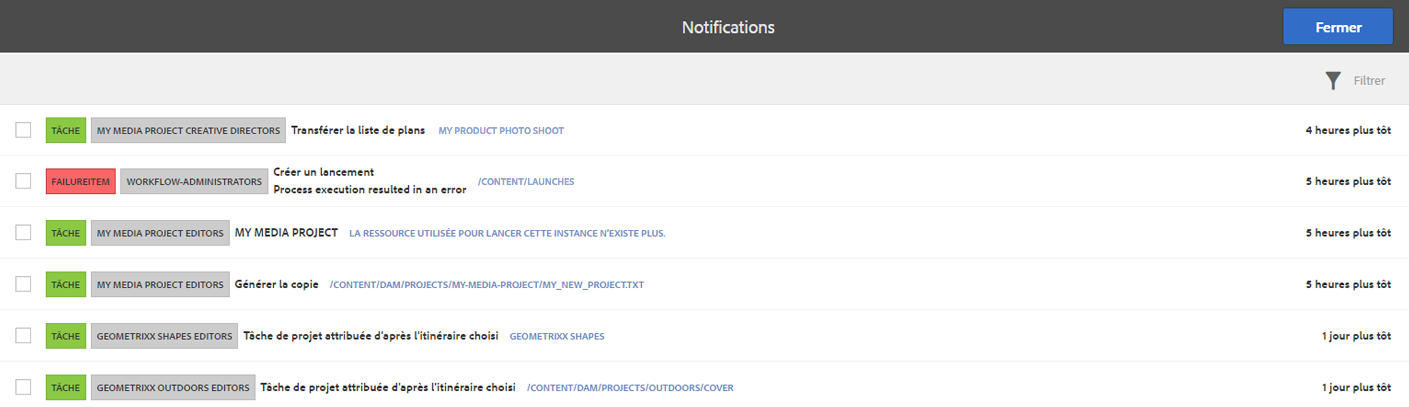 Notifications
Fermer
Filtrer
TÂCHE MY MEDIA PROJECT CREATIVE DIRECTORS Transférer la liste de plans MY PRODUCT PHOTO SHOOT 4 heures plus tôt
FAILUREITEM WORKFLOW-ADMINISTRATORS Créer un lancement
Process execution resulted in an error /CONTENT/LAUNCHES 5 heures plus tôt
TÂCHE MY MEDIA PROJECT EDITORS MY MEDIA PROJECT LA RESSOURCE UTILISÉE POUR LANCER CETTE INSTANCE N'EXISTE PLUS. 5 heures plus tôt
TÂCHE MY MEDIA PROJECT EDITORS Générer la copie /CONTENT/DAM/PROJECTS/MY-MEDIA-PROJECT/MY_NEW_PROJECT.TXT 5 heures plus tôt
TÂCHE GEOMETRIXX SHAPES EDITORS Tâche de projet attribuée d'après l'itinéraire choisi GEOMETRIXX SHAPES 1 jour plus tôt
TÂCHE GEOMETRIXX OUTDOORS EDITORS Tâche de projet attribuée d'après l'itinéraire choisi /CONTENT/DAM/PROJECTS/OUTDOORS/COVER 1 jour plus tôt